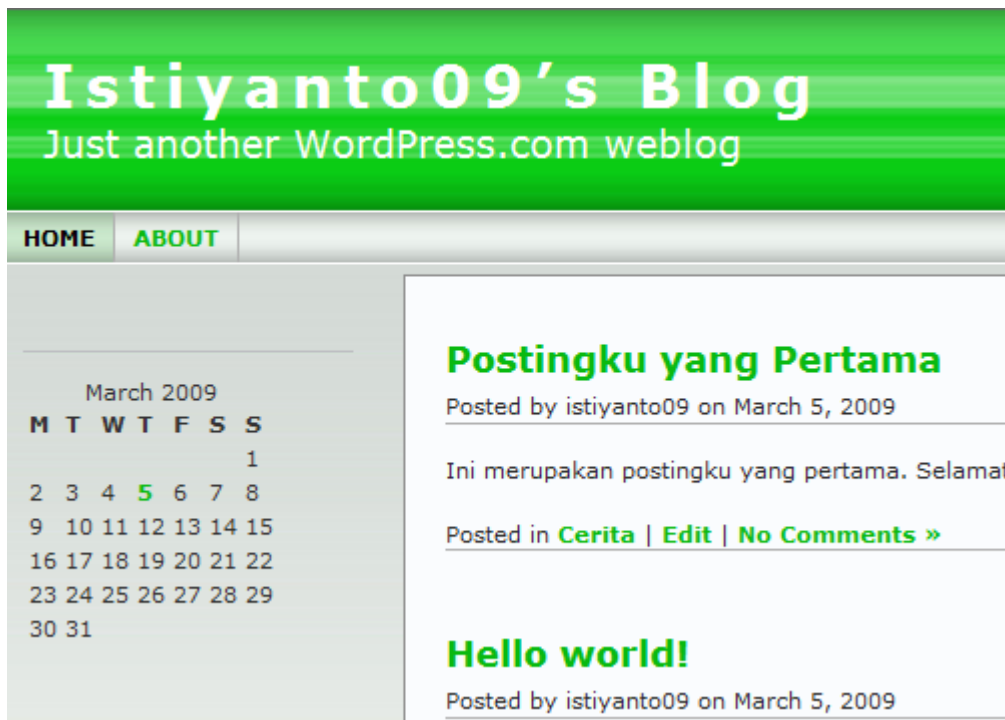 Istiyanto09’s Blog
Just another WordPress.com weblog
HOME ABOUT
March 2009
M T W T F S S
1
2 3 4 5 6 7 8
9 10 11 12 13 14 15
16 17 18 19 20 21 22
23 24 25 26 27 28 29
30 31
Postingku yang Pertama
Posted by istiyanto09 on March 5, 2009
Ini merupakan postingku yang pertama. Selamat
Posted in Cerita | Edit | No Comments »
Hello world!
Posted by istiyanto09 on March 5, 2009